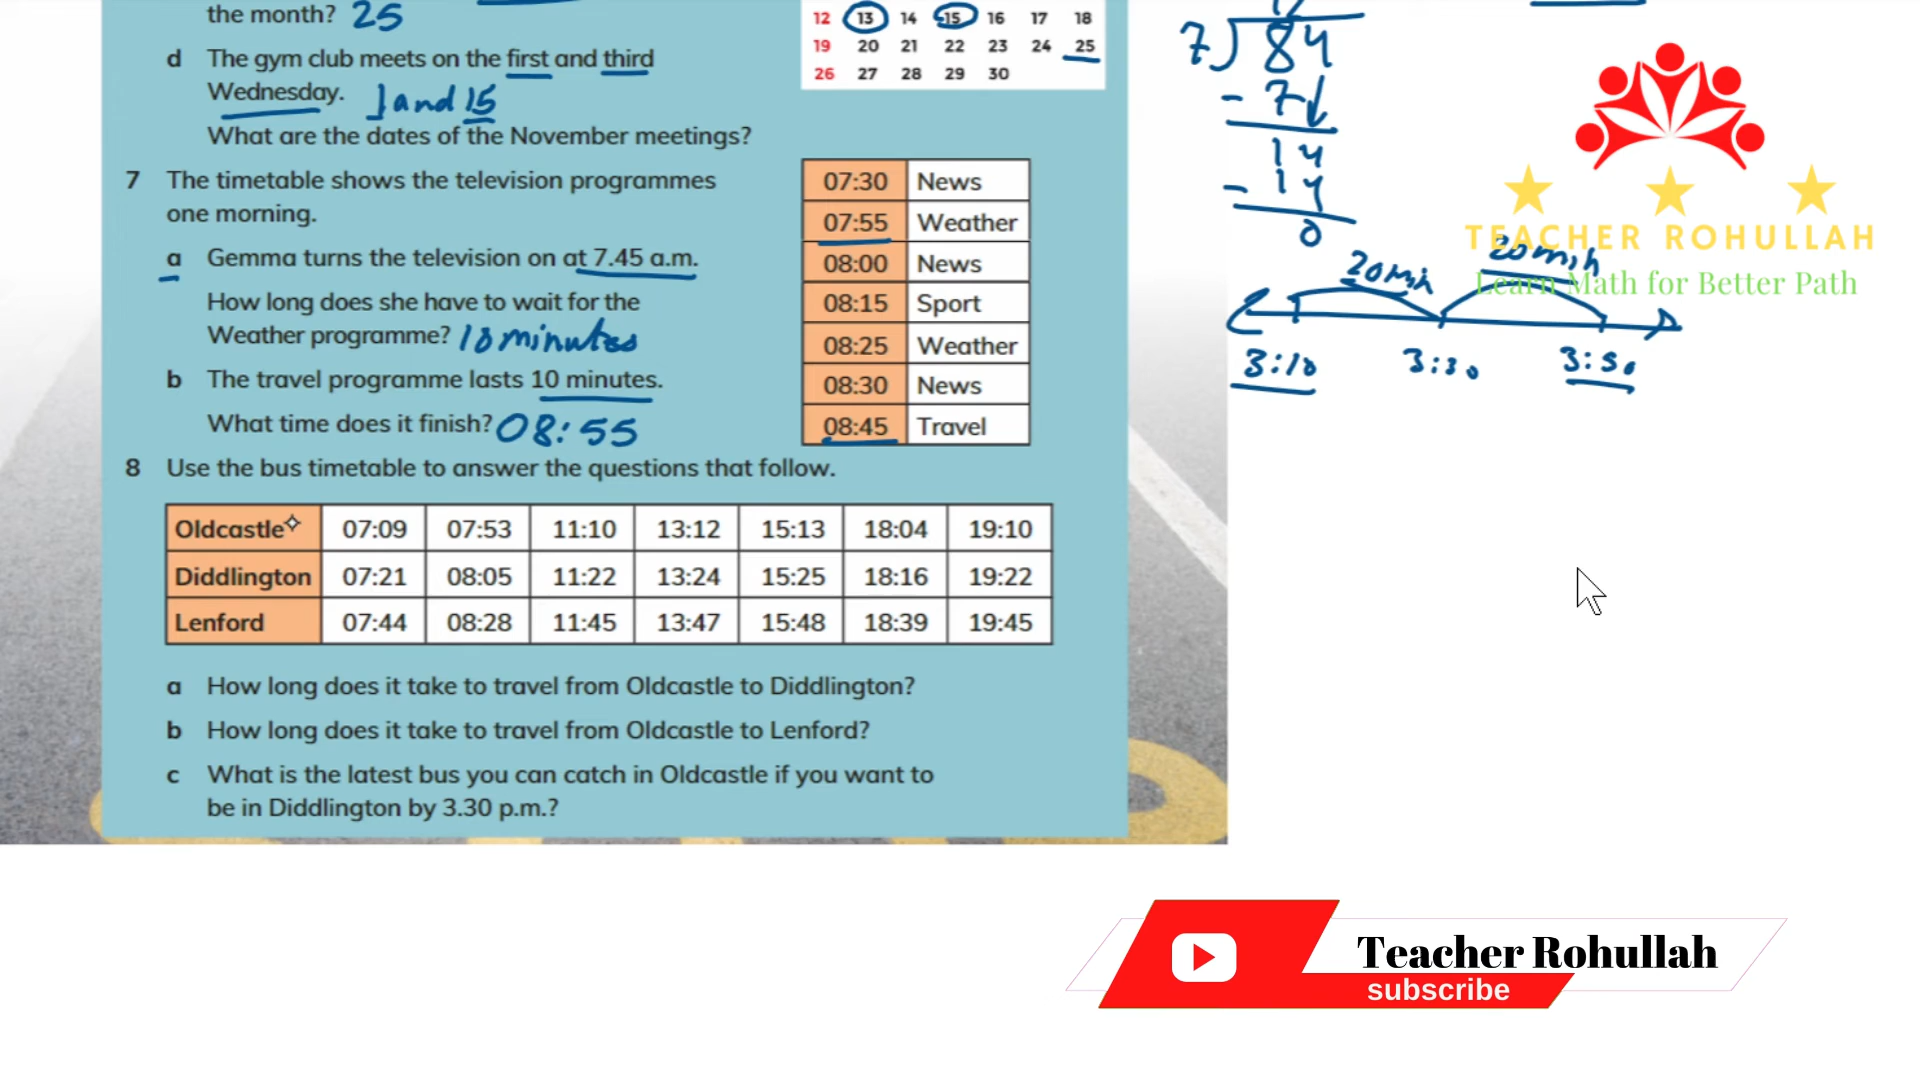 the month? 25
12 13 14 15 16 17 18
19 20 21 22 23 24 25
26 27 28 29 30
d The gym club meets on the first and third
Wednesday. 1 and 15
What are the dates of the November meetings?
7 The timetable shows the television programmes
one morning.
a Gemma turns the television on at 7.45 a.m.
How long does she have to wait for the
Weather programme? 10 minutes
b The travel programme lasts 10 minutes.
What time does it finish? 08:55
07:30 News
07:55 Weather
08:00 News
08:15 Sport
08:25 Weather
08:30 News
08:45 Travel
8 Use the bus timetable to answer the questions that follow.
Oldcastle 07:09 07:53 11:10 13:12 15:13 18:04 19:10
Diddlington 07:21 08:05 11:22 13:24 15:25 18:16 19:22
Lenford 07:44 08:28 11:45 13:47 15:48 18:39 19:45
a How long does it take to travel from Oldcastle to Diddlington?
b How long does it take to travel from Oldcastle to Lenford?
c What is the latest bus you can catch in Oldcastle if you want to
be in Diddlington by 3.30 p.m.?
7 ) 84
- 7
14
- 14
0
TEACHER ROHULLAH
Learn Math for Better Path
20 min 20 min
3:10 3:30 3:50
Teacher Rohullah
subscribe